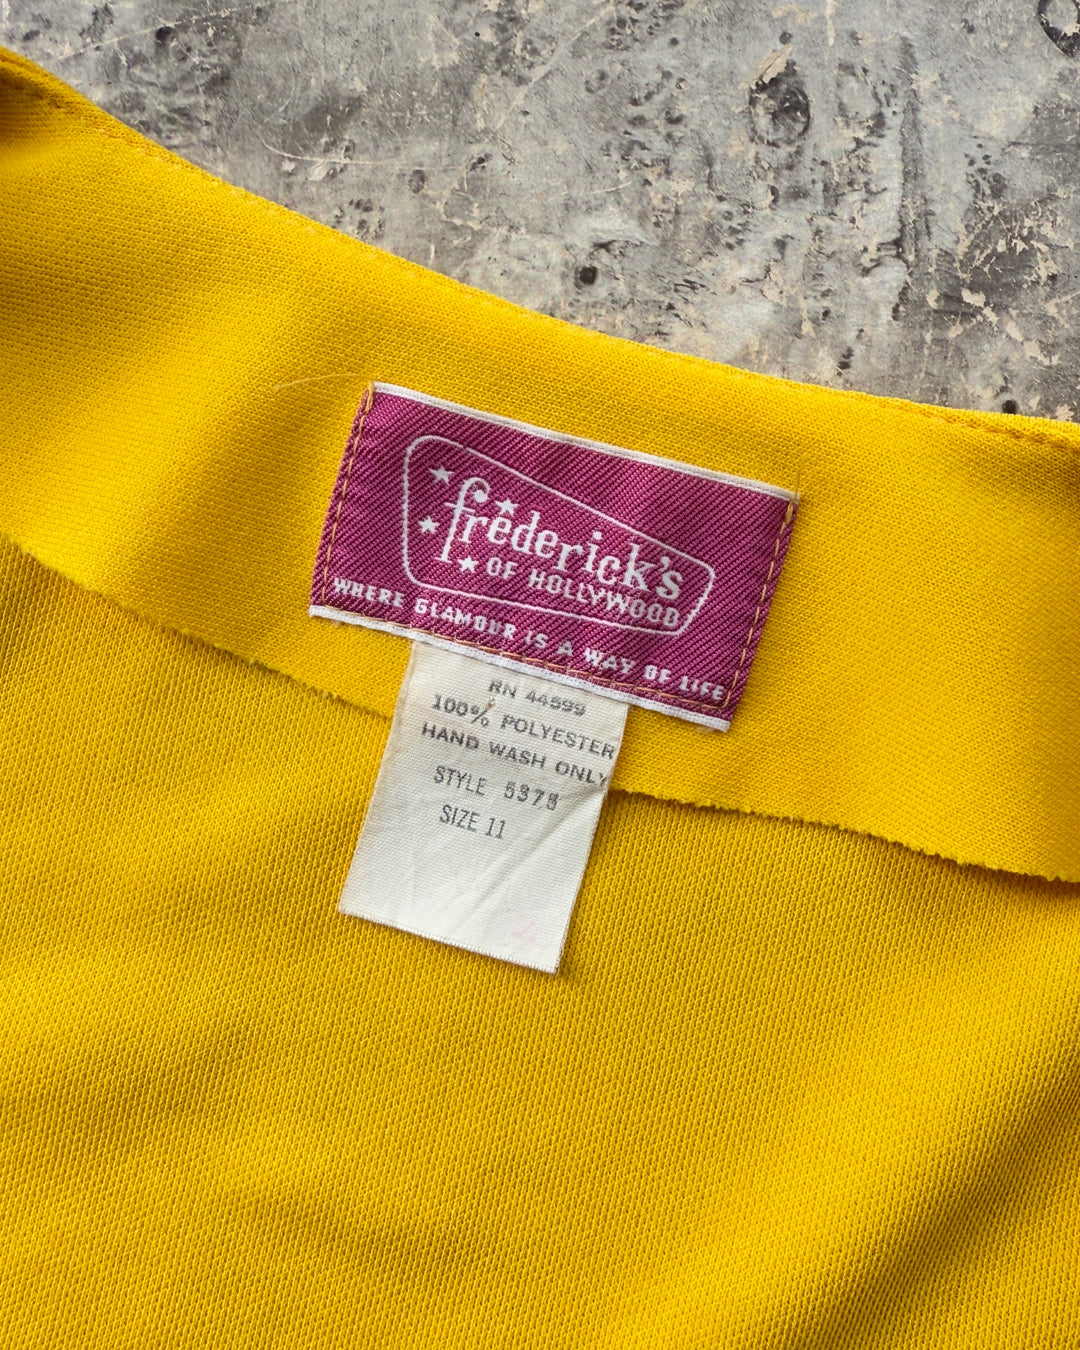 frederick's
OF HOLLYWOOD
WHERE GLAMOUR IS A WAY OF LIFE
RN 44599
100% POLYESTER
HAND WASH ONLY
STYLE 5375
SIZE 11